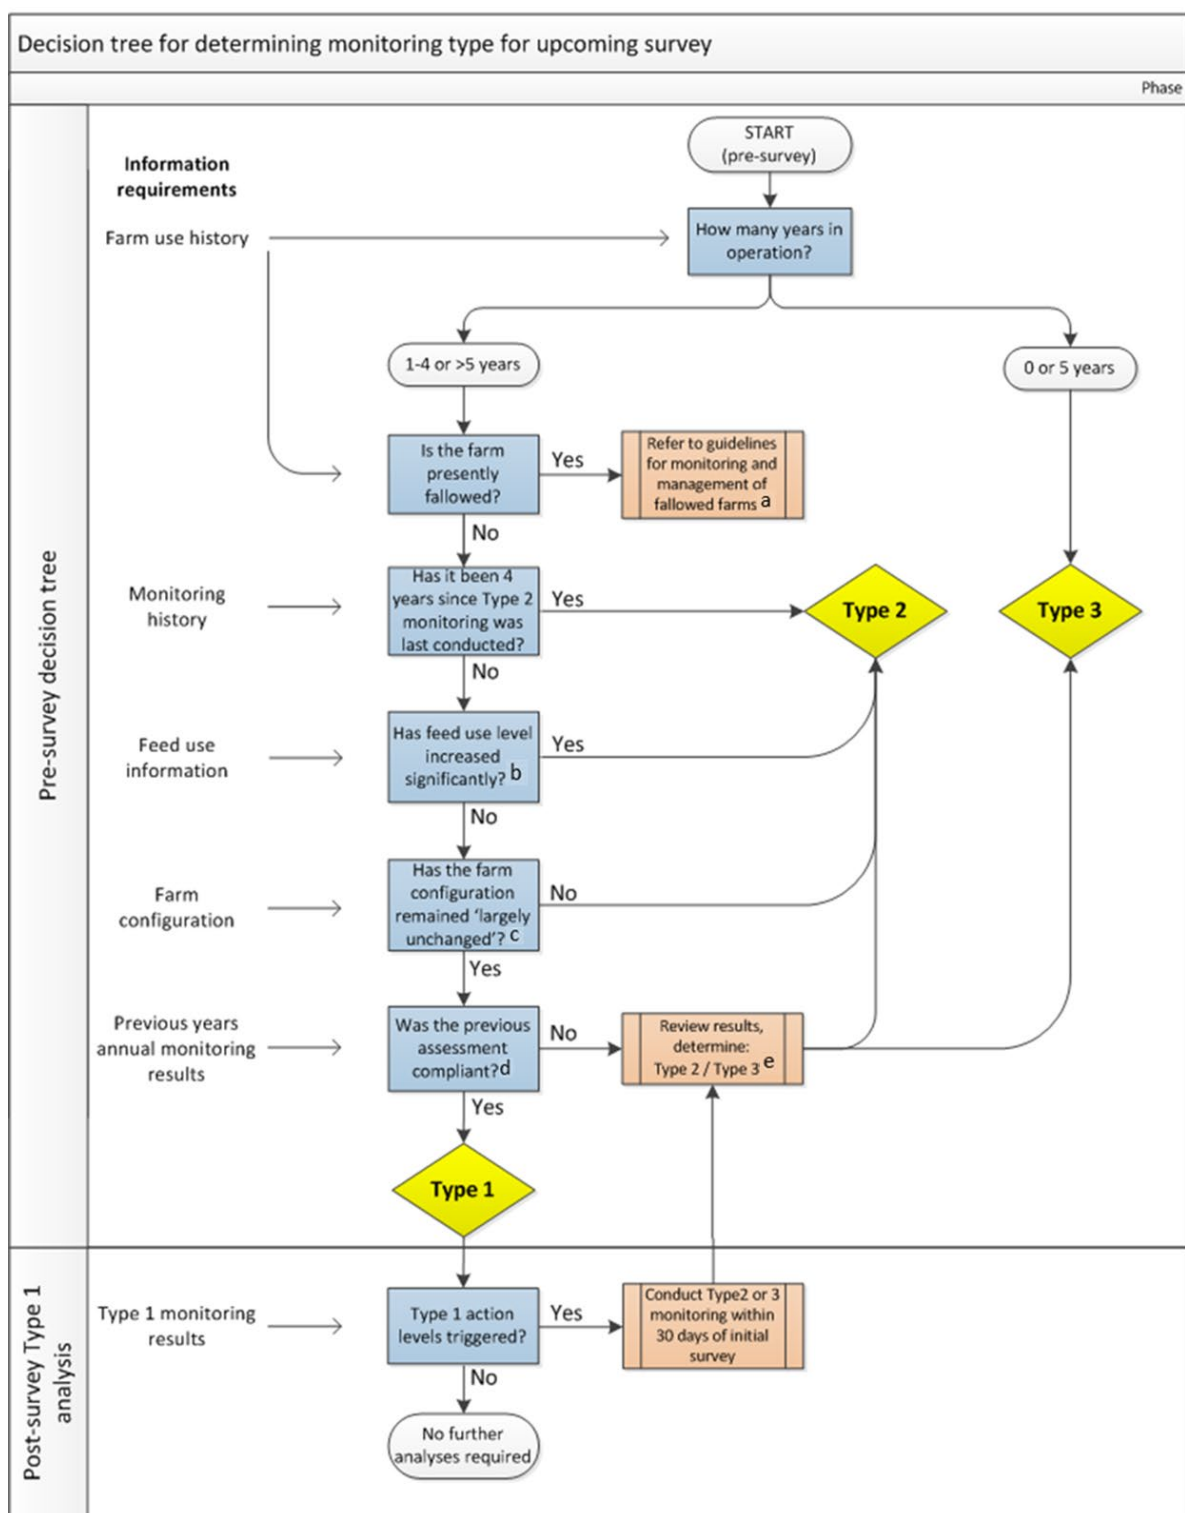 Decision tree for determining monitoring type for upcoming survey
Phase
Pre-survey decision tree
Information
requirements
START
(pre-survey)
Farm use history
How many years in
operation?
1-4 or >5 years
0 or 5 years
Is the farm
presently
fallowed?
Yes
Refer to guidelines
for monitoring and
management of
fallowed farms a
No
Monitoring
history
Has it been 4
years since Type 2
monitoring was
last conducted?
Yes
Type 2
Type 3
No
Feed use
information
Has feed use level
increased
significantly? b
Yes
No
Farm
configuration
Has the farm
configuration
remained ‘largely
unchanged’? c
No
Yes
Previous years
annual monitoring
results
Was the previous
assessment
compliant? d
No
Review results,
determine:
Type 2 / Type 3 e
Yes
Type 1
Post-survey Type 1
analysis
Type 1 monitoring
results
Type 1 action
levels triggered?
Yes
Conduct Type2 or 3
monitoring within
30 days of initial
survey
No
No further
analyses required